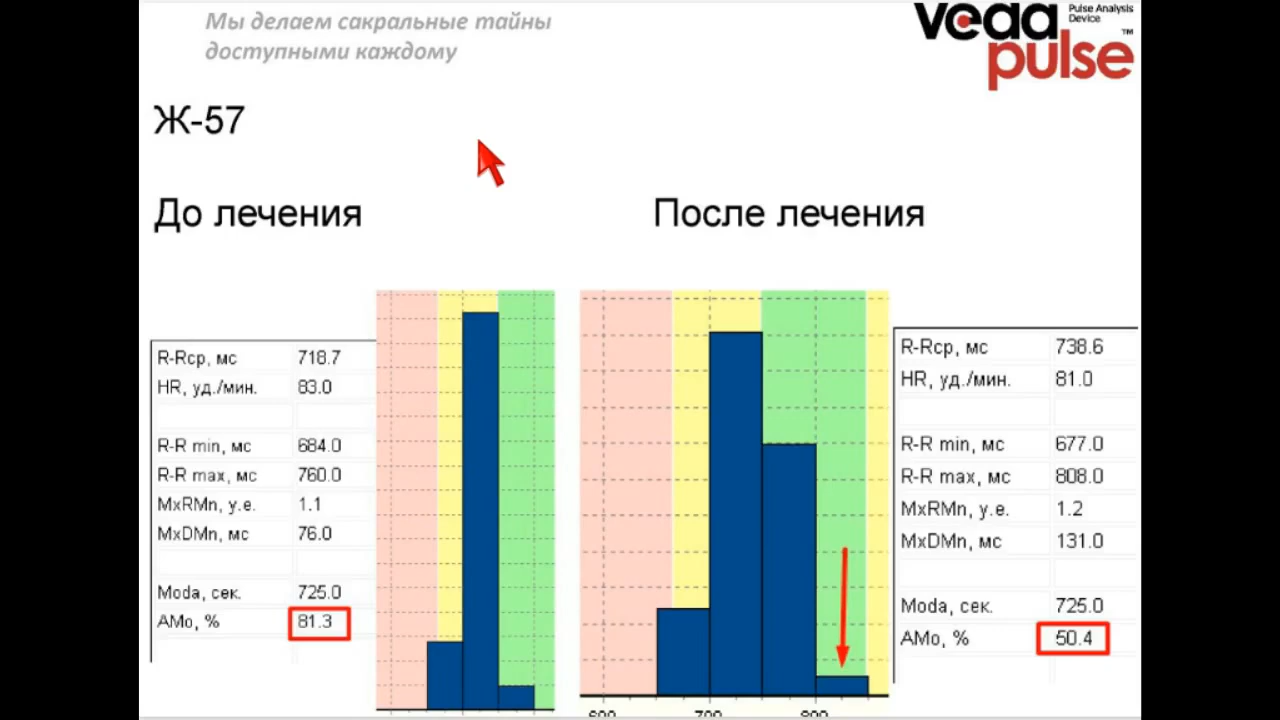 Мы делаем сакральные тайны
доступными каждому
veda
pulse
Pulse Analysis
Device
™
Ж-57
До лечения
После лечения
R-Rср, мс 718.7
HR, уд./мин. 83.0
R-R min, мс 684.0
R-R max, мс 760.0
MxRMn, у.е. 1.1
MxDMn, мс 76.0
Moda, сек. 725.0
AMo, % 81.3
R-Rср, мс 738.6
HR, уд./мин. 81.0
R-R min, мс 677.0
R-R max, мс 808.0
MxRMn, у.е. 1.2
MxDMn, мс 131.0
Moda, сек. 725.0
AMo, % 50.4